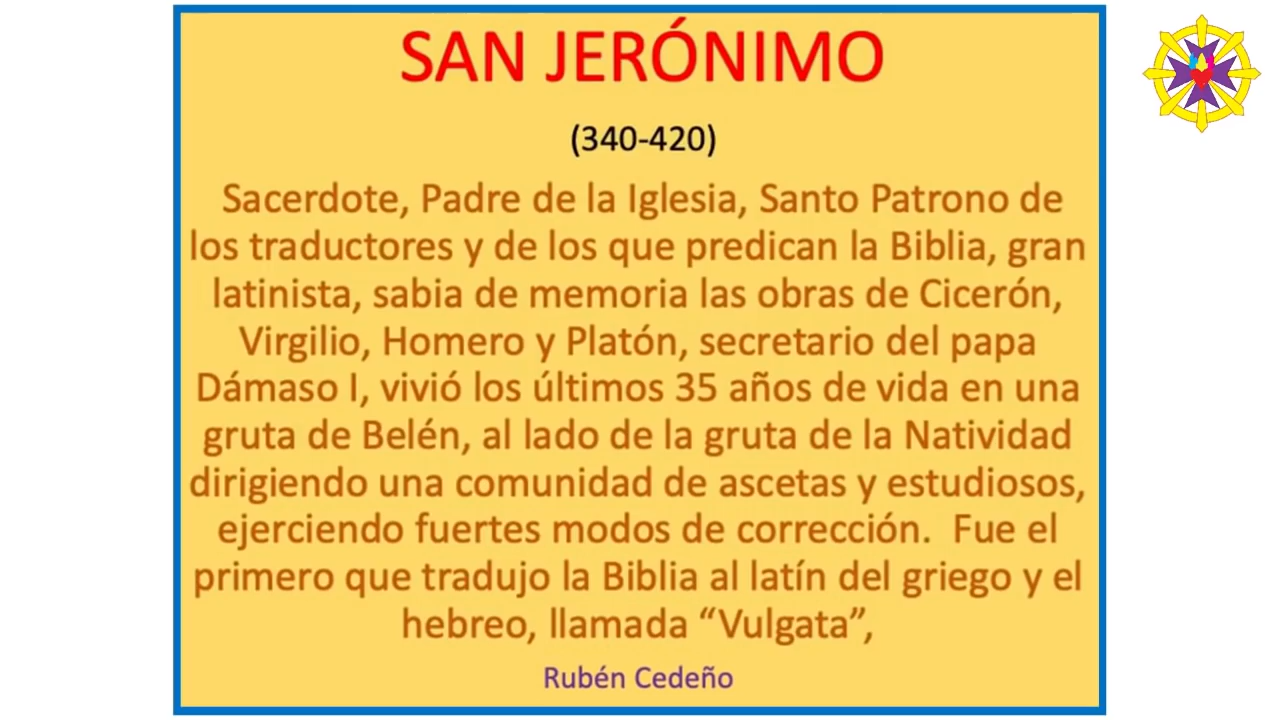 SAN JERÓNIMO
(340-420)
Sacerdote, Padre de la Iglesia, Santo Patrono de
los traductores y de los que predican la Biblia, gran
latinista, sabia de memoria las obras de Cicerón,
Virgilio, Homero y Platón, secretario del papa
Dámaso I, vivió los últimos 35 años de vida en una
gruta de Belén, al lado de la gruta de la Natividad
dirigiendo una comunidad de ascetas y estudiosos,
ejerciendo fuertes modos de corrección.  Fue el
primero que tradujo la Biblia al latín del griego y el
hebreo, llamada “Vulgata”,
Rubén Cedeño